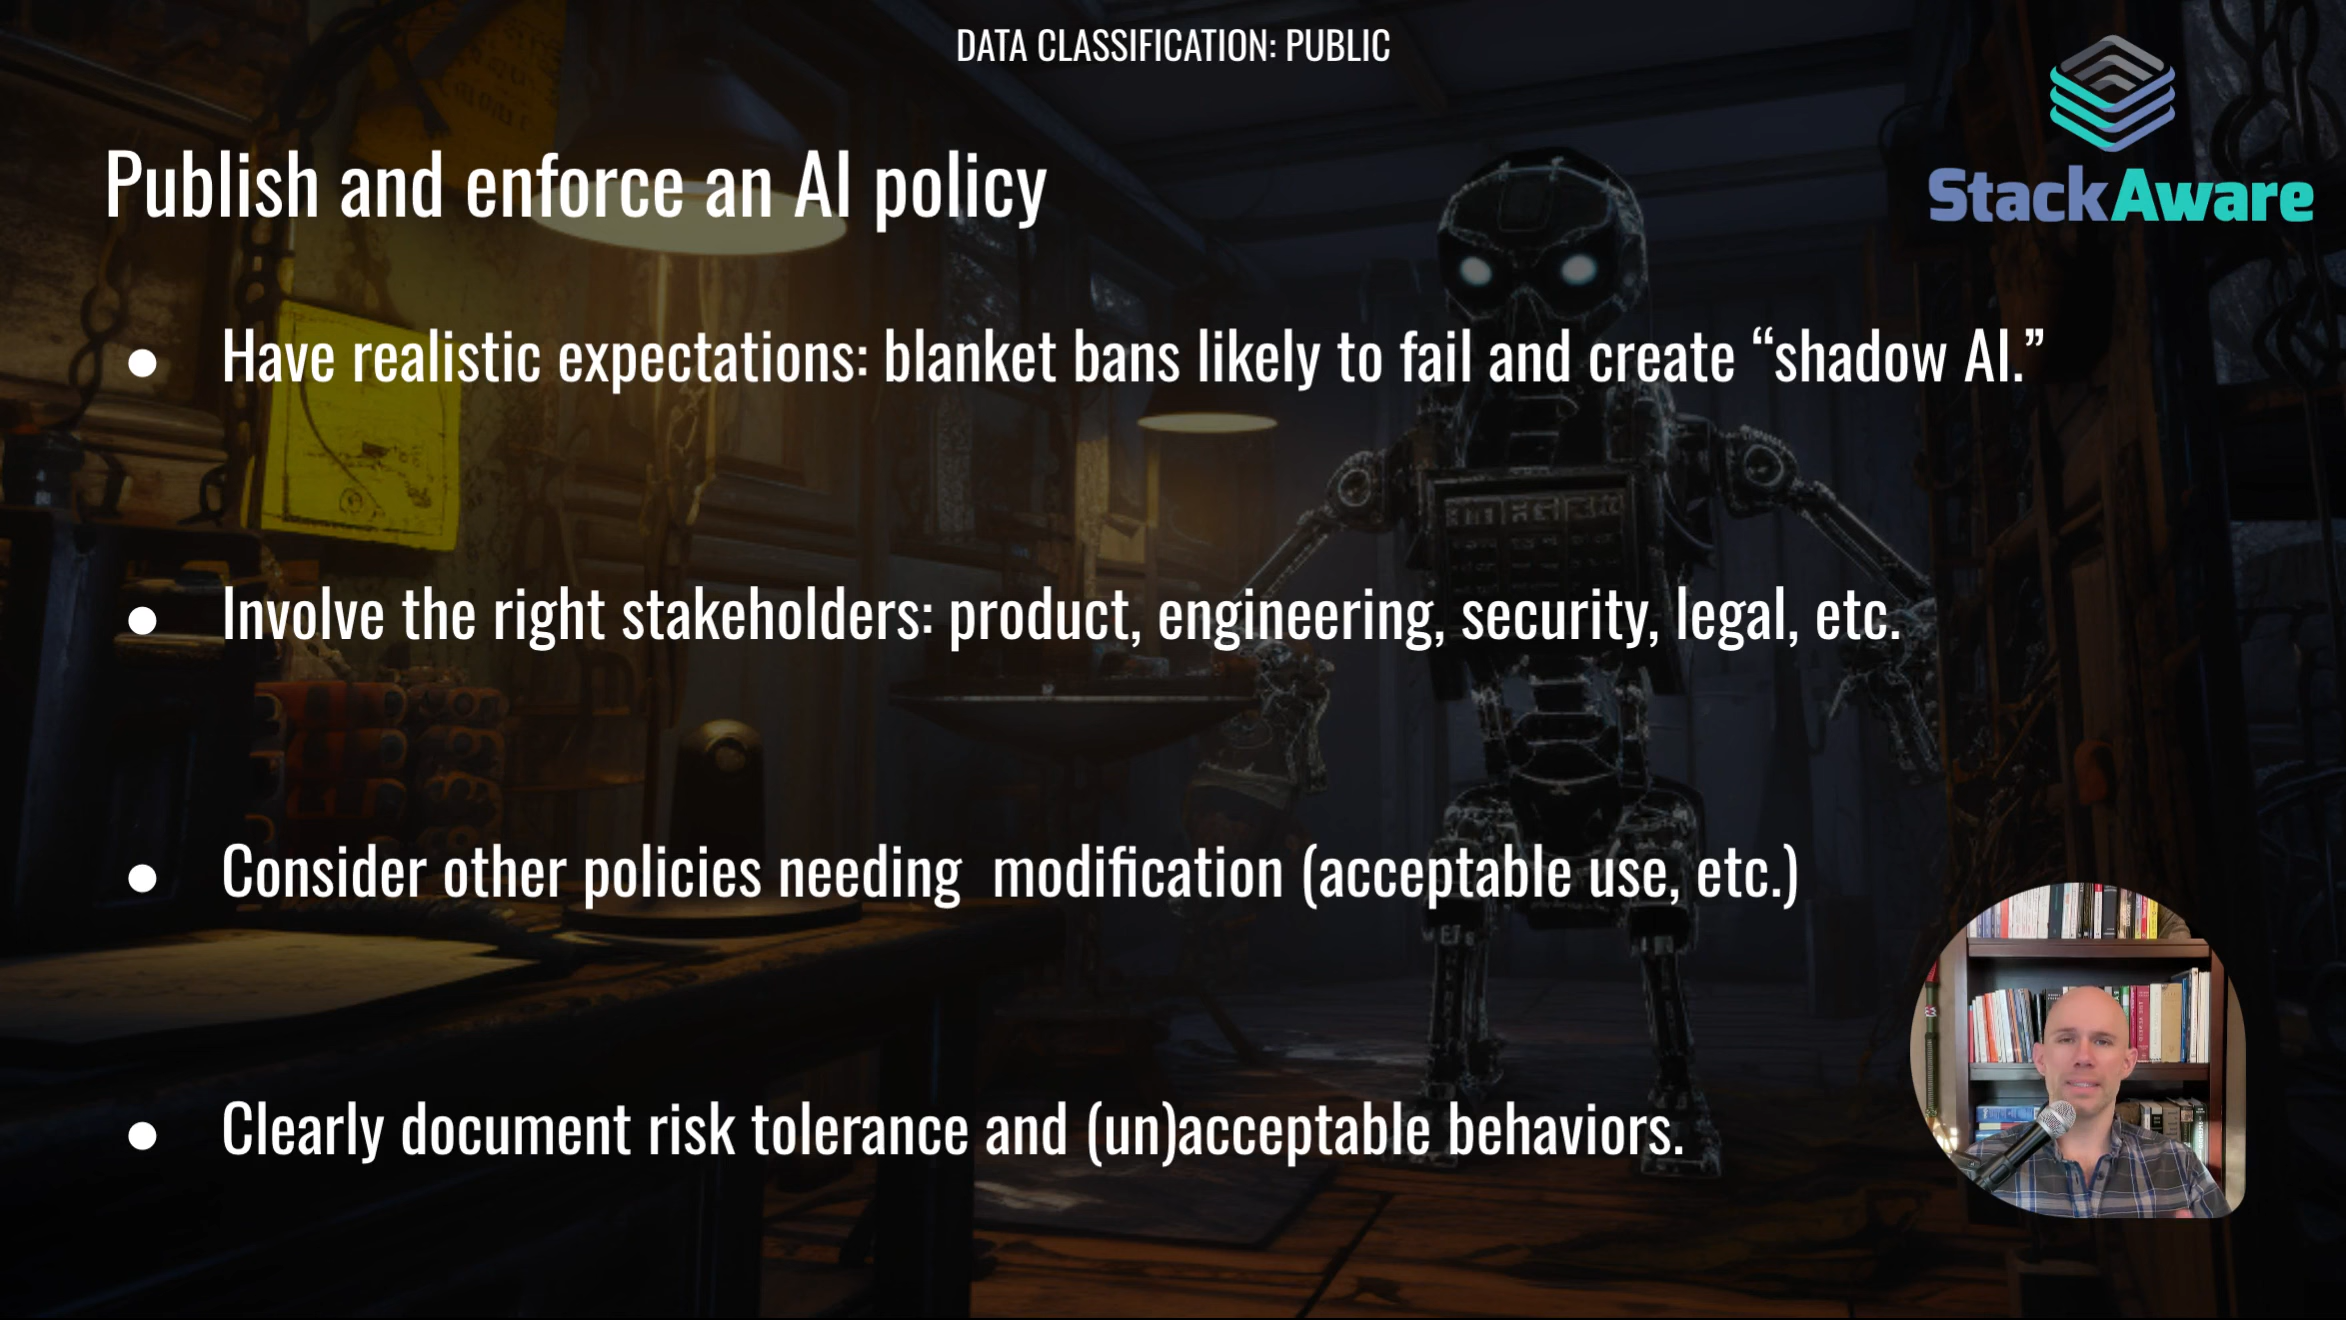 DATA CLASSIFICATION: PUBLIC
StackAware
Publish and enforce an AI policy
● Have realistic expectations: blanket bans likely to fail and create “shadow AI.”
● Involve the right stakeholders: product, engineering, security, legal, etc.
● Consider other policies needing  modification (acceptable use, etc.)
● Clearly document risk tolerance and (un)acceptable behaviors.